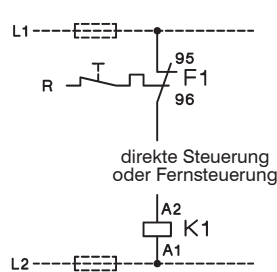 L1
95
F1
R
96
direkte Steuerung
oder Fernsteuerung
A2
K1
A1
L2